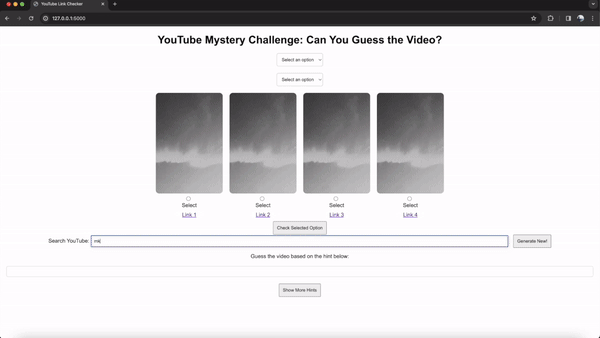 YouTube Link Checker
127.0.0.1:5000
YouTube Mystery Challenge: Can You Guess the Video?
Select an option
Select an option
Select Select Select Select
Link 1 Link 2 Link 3 Link 4
Check Selected Option
Search YouTube: Generate New!
Guess the video based on the hint below:
Show More Hints